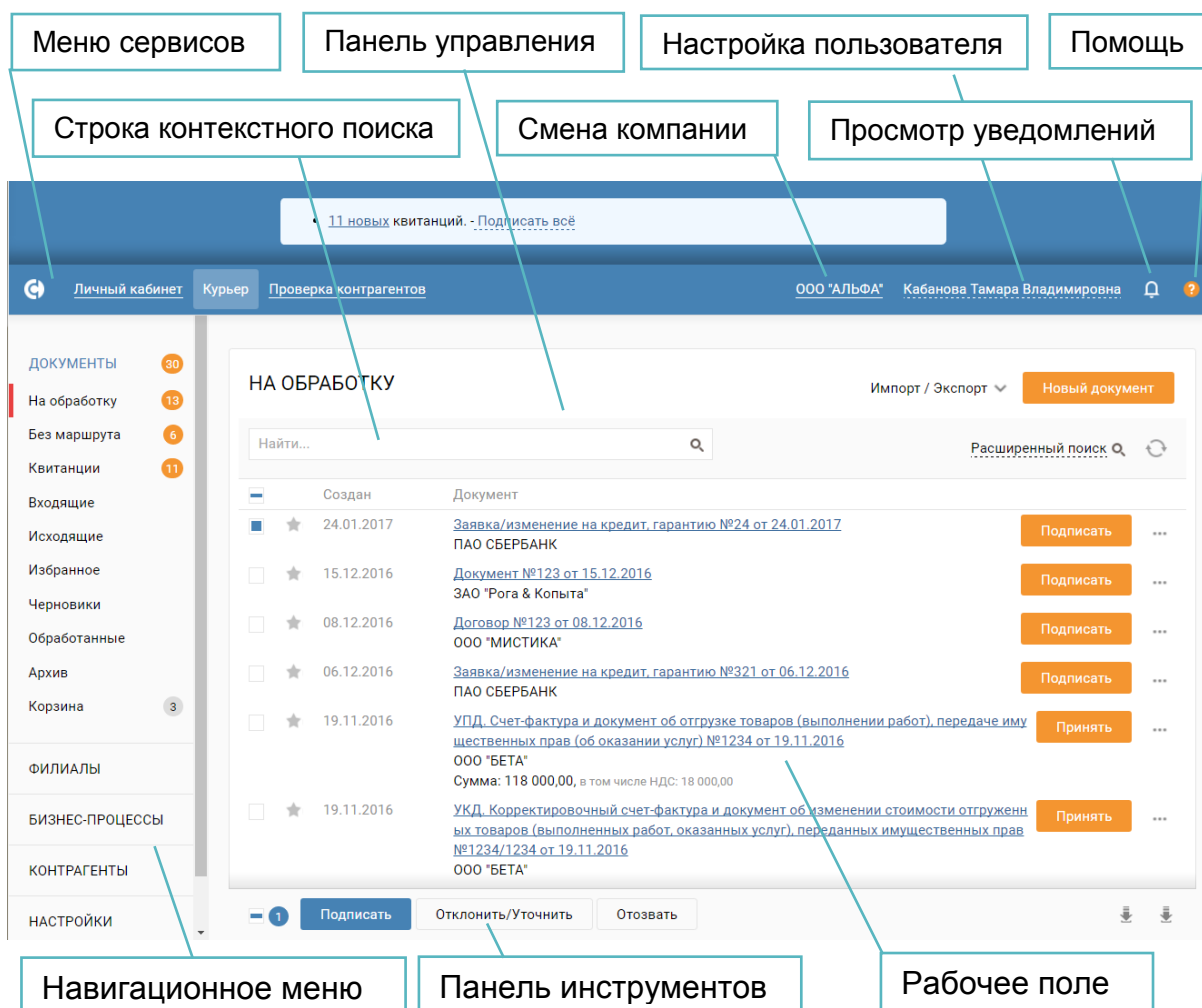 Меню сервисов
Панель управления
Настройка пользователя
Помощь
Строка контекстного поиска
Смена компании
Просмотр уведомлений
11 новых квитанций. - Подписать всё
Личный кабинет Курьер Проверка контрагентов ООО "АЛЬФА" Кабанова Тамара Владимировна ?
ДОКУМЕНТЫ 30
На обработку 13
Без маршрута 6
Квитанции 11
Входящие
Исходящие
Избранное
Черновики
Обработанные
Архив
Корзина 3
ФИЛИАЛЫ
БИЗНЕС-ПРОЦЕССЫ
КОНТРАГЕНТЫ
НАСТРОЙКИ
НА ОБРАБОТКУ
Импорт / Экспорт
Новый документ
Найти...
Расширенный поиск
Создан Документ
24.01.2017 Заявка/изменение на кредит, гарантию №24 от 24.01.2017 Подписать ...
ПАО СБЕРБАНК
15.12.2016 Документ №123 от 15.12.2016 Подписать ...
ЗАО "Рога & Копыта"
08.12.2016 Договор №123 от 08.12.2016 Подписать ...
ООО "МИСТИКА"
06.12.2016 Заявка/изменение на кредит, гарантию №321 от 06.12.2016 Подписать ...
ПАО СБЕРБАНК
19.11.2016 УПД. Счет-фактура и документ об отгрузке товаров (выполнении работ), передаче иму Принять ...
щественных прав (об оказании услуг) №1234 от 19.11.2016
ООО "БЕТА"
Сумма: 118 000,00, в том числе НДС: 18 000,00
19.11.2016 УКД. Корректировочный счет-фактура и документ об изменении стоимости отгруженн Принять ...
ых товаров (выполненных работ, оказанных услуг), переданных имущественных прав
№1234/1234 от 19.11.2016
ООО "БЕТА"
1 Подписать Отклонить/Уточнить Отозвать
Навигационное меню
Панель инструментов
Рабочее поле